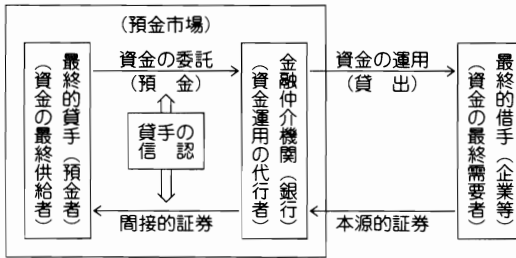 （預金市場）
最終的貸手（預金者）
（資金の最終供給者）
資金の委託
（預　金）
貸手の
信　認
間接的証券
金融仲介機関（銀行）
（資金運用の代行者）
資金の運用
（貸　出）
本源的証券
最終的借手（企業等）
（資金の最終需要者）